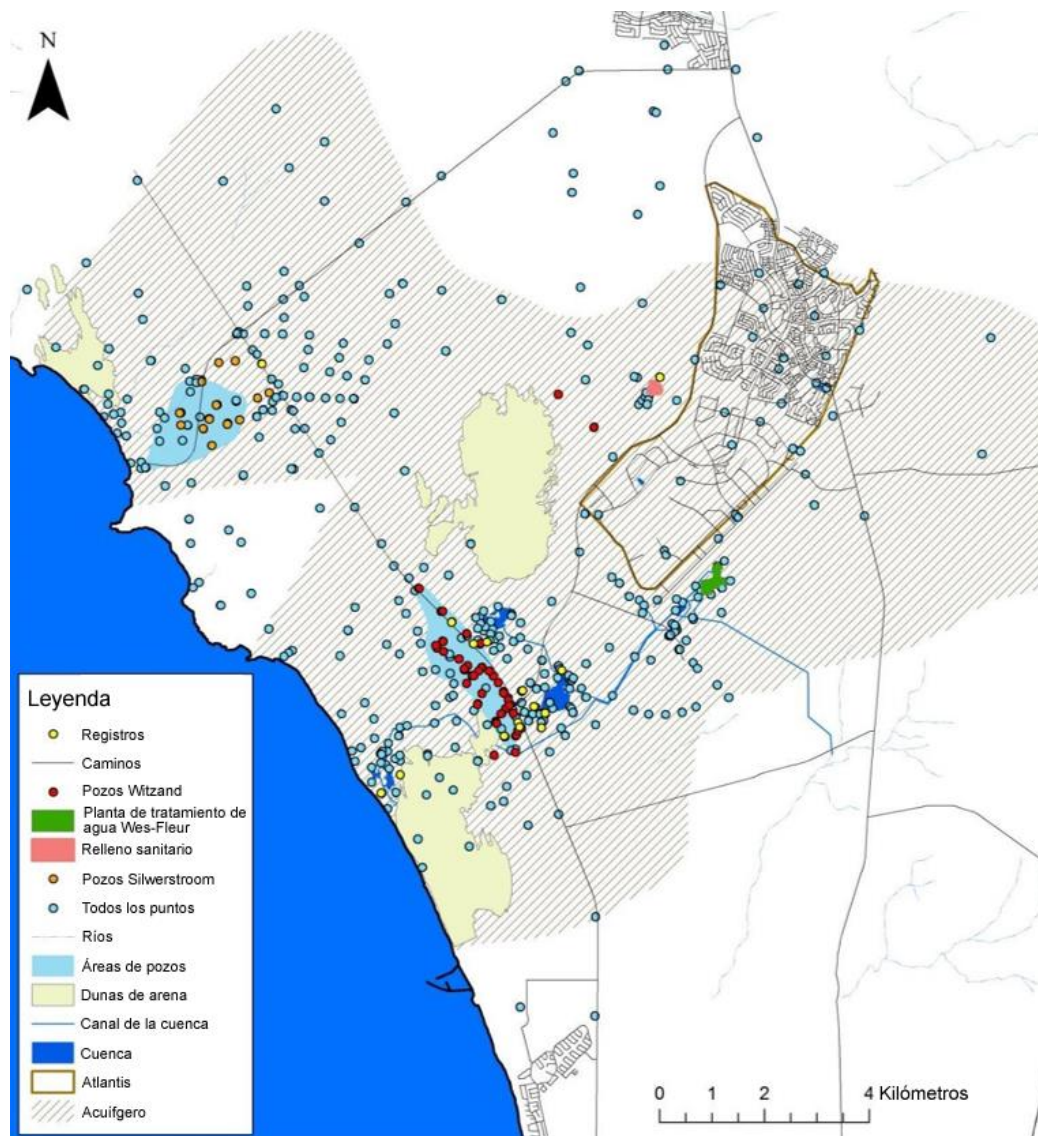 N
Leyenda
Registros
Caminos
Pozos Witzand
Planta de tratamiento de
agua Wes-Fleur
Relleno sanitario
Pozos Silwerstroom
Todos los puntos
Ríos
Áreas de pozos
Dunas de arena
Canal de la cuenca
Cuenca
Atlantis
Acuifgero
0 1 2 4 Kilómetros